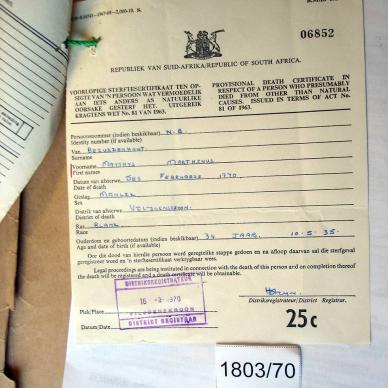 06852
REPUBLIEK VAN SUID-AFRIKA/REPUBLIC OF SOUTH AFRICA.
VOORLOPIGE STERFTESERTIFIKAAT TEN OP-
SIGTE VAN 'N PERSOON WAT VERMOEDELIK
AAN IETS ANDERS AS NATUURLIKE
OORSAKE GESTERF HET. UITGEREIK
KRAGTENS WET No. 81 VAN 1963.
PROVISIONAL DEATH CERTIFICATE IN
RESPECT OF A PERSON WHO PRESUMABLY
DIED FROM OTHER THAN NATURAL
CAUSES. ISSUED IN TERMS OF ACT No.
81 OF 1963.
Persoonsnommer (indien beskikbaar) N.B.
Identity number (if available)
Van BEZUIDENHOUT
Surname
Voorname MATTHYS MARTHINUS
First names
Datum van afsterwe FEBRUARIE 1970
Date of death
Geslag MANLIK
Sex
Distrik van afsterwe
District of death
Ras BLANK
Race
Ouderdom en geboortedatum (indien beskikbaar) 34 JAAR 10.5.35.
Age and date of birth (if available)
Oor die dood van hierdie persoon word geregtelike stappe gedoen en na afloop daarvan sal die sterfgeval
geregistreer word en 'n sterftesertifikaat verkrygbaar wees.
Legal proceedings are being instituted in connection with the death of this person and on completion thereof
the death will be registered and a death certificate will be obtainable.
Distriksregistrateur/District Registrar.
DISTRIKSREGISTRATEUR
1970
DISTRICT REGISTRAR
Plek/Place
Datum/Date
25c
1803/70